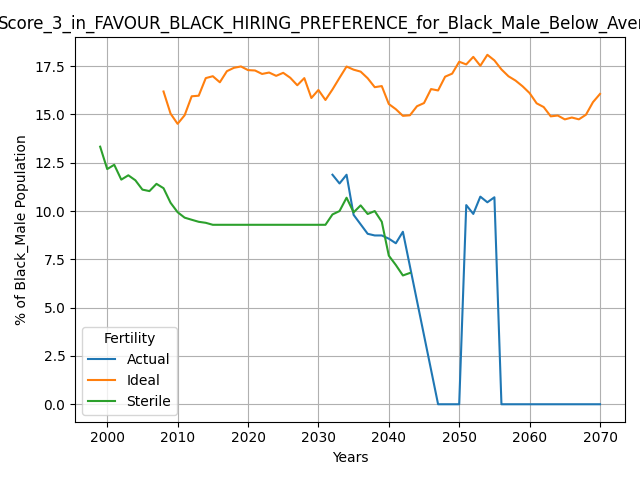 Score_3_in_FAVOUR_BLACK_HIRING_PREFERENCE_for_Black_Male_Below_Aver
17.5
15.0
12.5
10.0
7.5
5.0
2.5
0.0
% of Black_Male Population
Fertility
Actual
Ideal
Sterile
2000 2010 2020 2030 2040 2050 2060 2070
Years